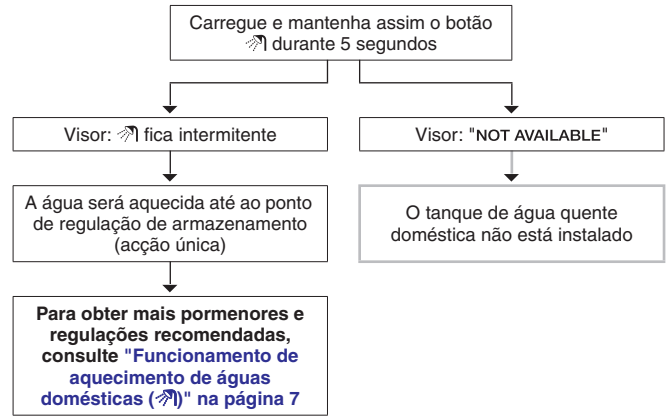 Carregue e mantenha assim o botão
durante 5 segundos
Visor: fica intermitente
Visor: "NOT AVAILABLE"
A água será aquecida até ao ponto
de regulação de armazenamento
(acção única)
O tanque de água quente
doméstica não está instalado
Para obter mais pormenores e
regulações recomendadas,
consulte "Funcionamento de
aquecimento de águas
domésticas ()" na página 7